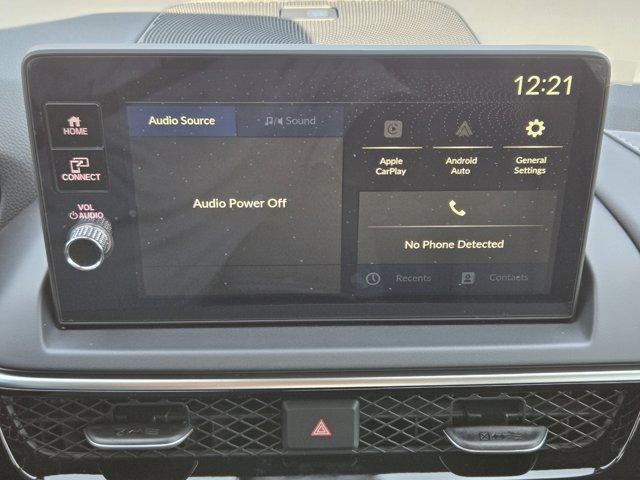 12:21
HOME
CONNECT
VOL
AUDIO
Audio Source
Sound
Audio Power Off
Apple
CarPlay
Android
Auto
General
Settings
No Phone Detected
Recents
Contacts